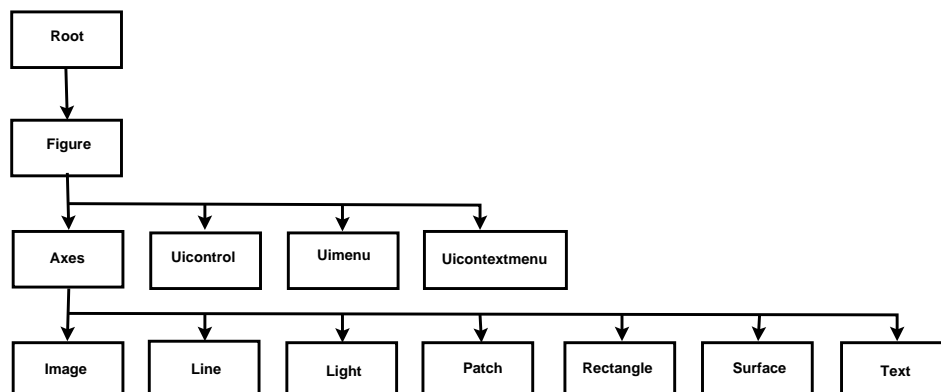 Root
Figure
Axes
Uicontrol
Uimenu
Uicontextmenu
Image
Line
Light
Patch
Rectangle
Surface
Text